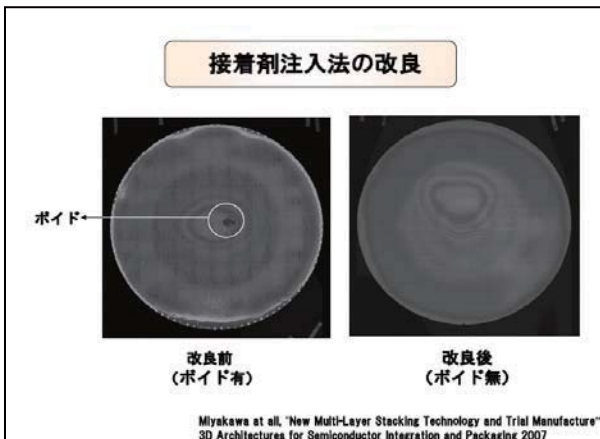 接着剤注入法の改良
ボイド
改良前
(ボイド有)
改良後
(ボイド無)
Miyakawa at all, "New Multi-Layer Stacking Technology and Trial Manufacture"
3D Architectures for Semiconductor Integration and Packaging 2007